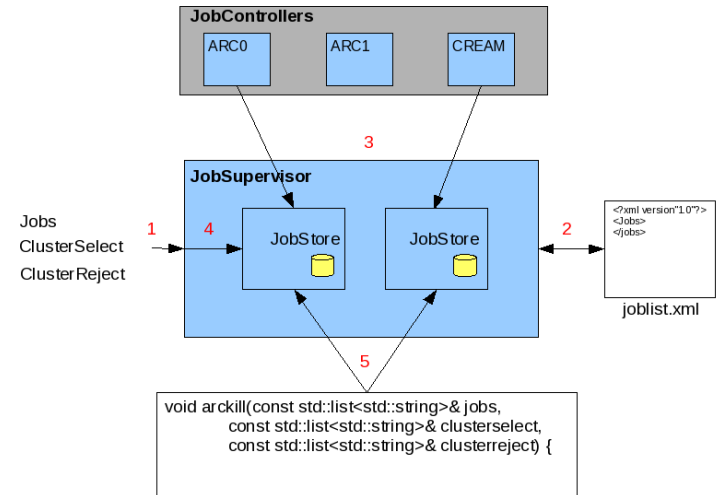 JobControllers
ARC0
ARC1
CREAM
3
JobSupervisor
Jobs
ClusterSelect
ClusterReject
1
4
JobStore
JobStore
2
<?xml version"1.0"?>
<Jobs>
</jobs>
joblist.xml
5
void arckill(const std::list<std::string>& jobs,
const std::list<std::string>& clusterselect,
const std::list<std::string>& clusterreject) {